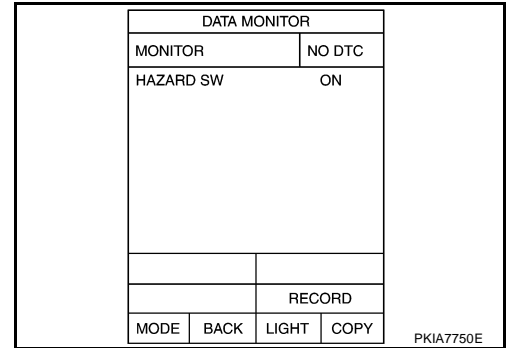 DATA MONITOR
MONITOR NO DTC
HAZARD SW ON
RECORD
MODE BACK LIGHT COPY
PKIA7750E